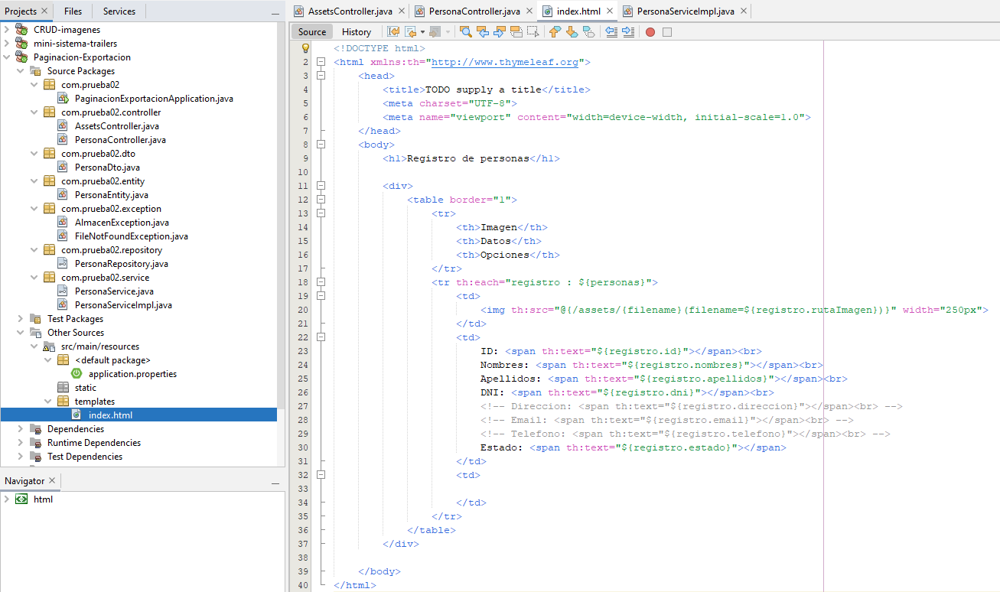 Projects
Files
Services
CRUD-imagenes
mini-sistema-trailers
Paginacion-Exportacion
Source Packages
com.prueba02
PaginacionExportacionApplication.java
com.prueba02.controller
AssetsController.java
PersonaController.java
com.prueba02.dto
PersonaDto.java
com.prueba02.entity
PersonaEntity.java
com.prueba02.exception
AlmacenException.java
FileNotFoundException.java
com.prueba02.repository
PersonaRepository.java
com.prueba02.service
PersonaService.java
PersonaServiceImpl.java
Test Packages
Other Sources
src/main/resources
<default package>
application.properties
static
templates
index.html
Dependencies
Runtime Dependencies
Test Dependencies
Navigator
html
AssetsController.java
PersonaController.java
index.html
PersonaServiceImpl.java
Source
History
<!DOCTYPE html>
2 <html xmlns:th="http://www.thymeleaf.org">
3 <head>
4 <title>TODO supply a title</title>
5 <meta charset="UTF-8">
6 <meta name="viewport" content="width=device-width, initial-scale=1.0">
7 </head>
8 <body>
9 <h1>Registro de personas</h1>
10
11 <div>
12 <table border="1">
13 <tr>
14 <th>Imagen</th>
15 <th>Datos</th>
16 <th>Opciones</th>
17 </tr>
18 <tr th:each="registro : ${personas}">
19 <td>
20 <img th:src="@{/assets/{filename}(filename=${registro.rutaImagen})}" width="250px">
21 </td>
22 <td>
23 ID: <span th:text="${registro.id}"></span><br>
24 Nombres: <span th:text="${registro.nombres}"></span><br>
25 Apellidos: <span th:text="${registro.apellidos}"></span><br>
26 DNI: <span th:text="${registro.dni}"></span><br>
27 <!-- Direccion: <span th:text="${registro.direccion}"></span><br> -->
28 <!-- Email: <span th:text="${registro.email}"></span><br> -->
29 <!-- Telefono: <span th:text="${registro.telefono}"></span><br> -->
30 Estado: <span th:text="${registro.estado}"></span>
31 </td>
32 <td>
33
34 </td>
35 </tr>
36 </table>
37 </div>
38
39 </body>
40 </html>